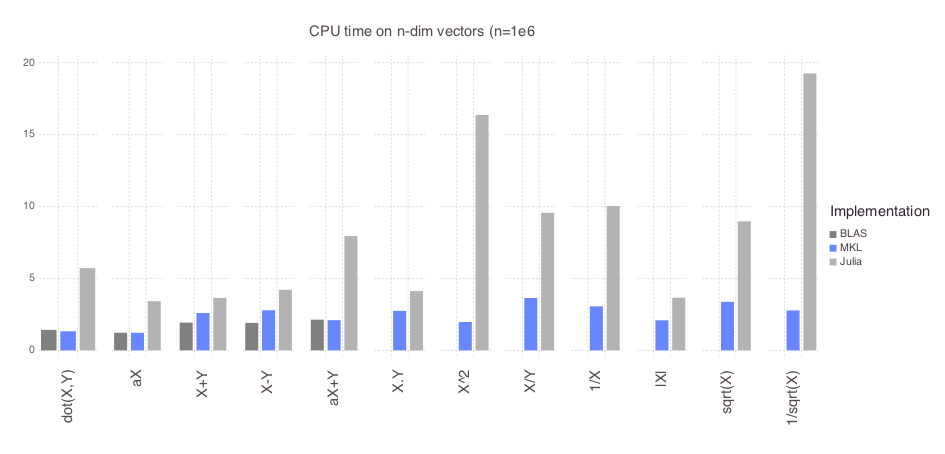 CPU time on n-dim vectors (n=1e6
20
15
10
5
0
dot(X,Y)
aX
X+Y
X-Y
aX+Y
X.Y
X^2
X/Y
1/X
|X|
sqrt(X)
1/sqrt(X)
Implementation
BLAS
MKL
Julia